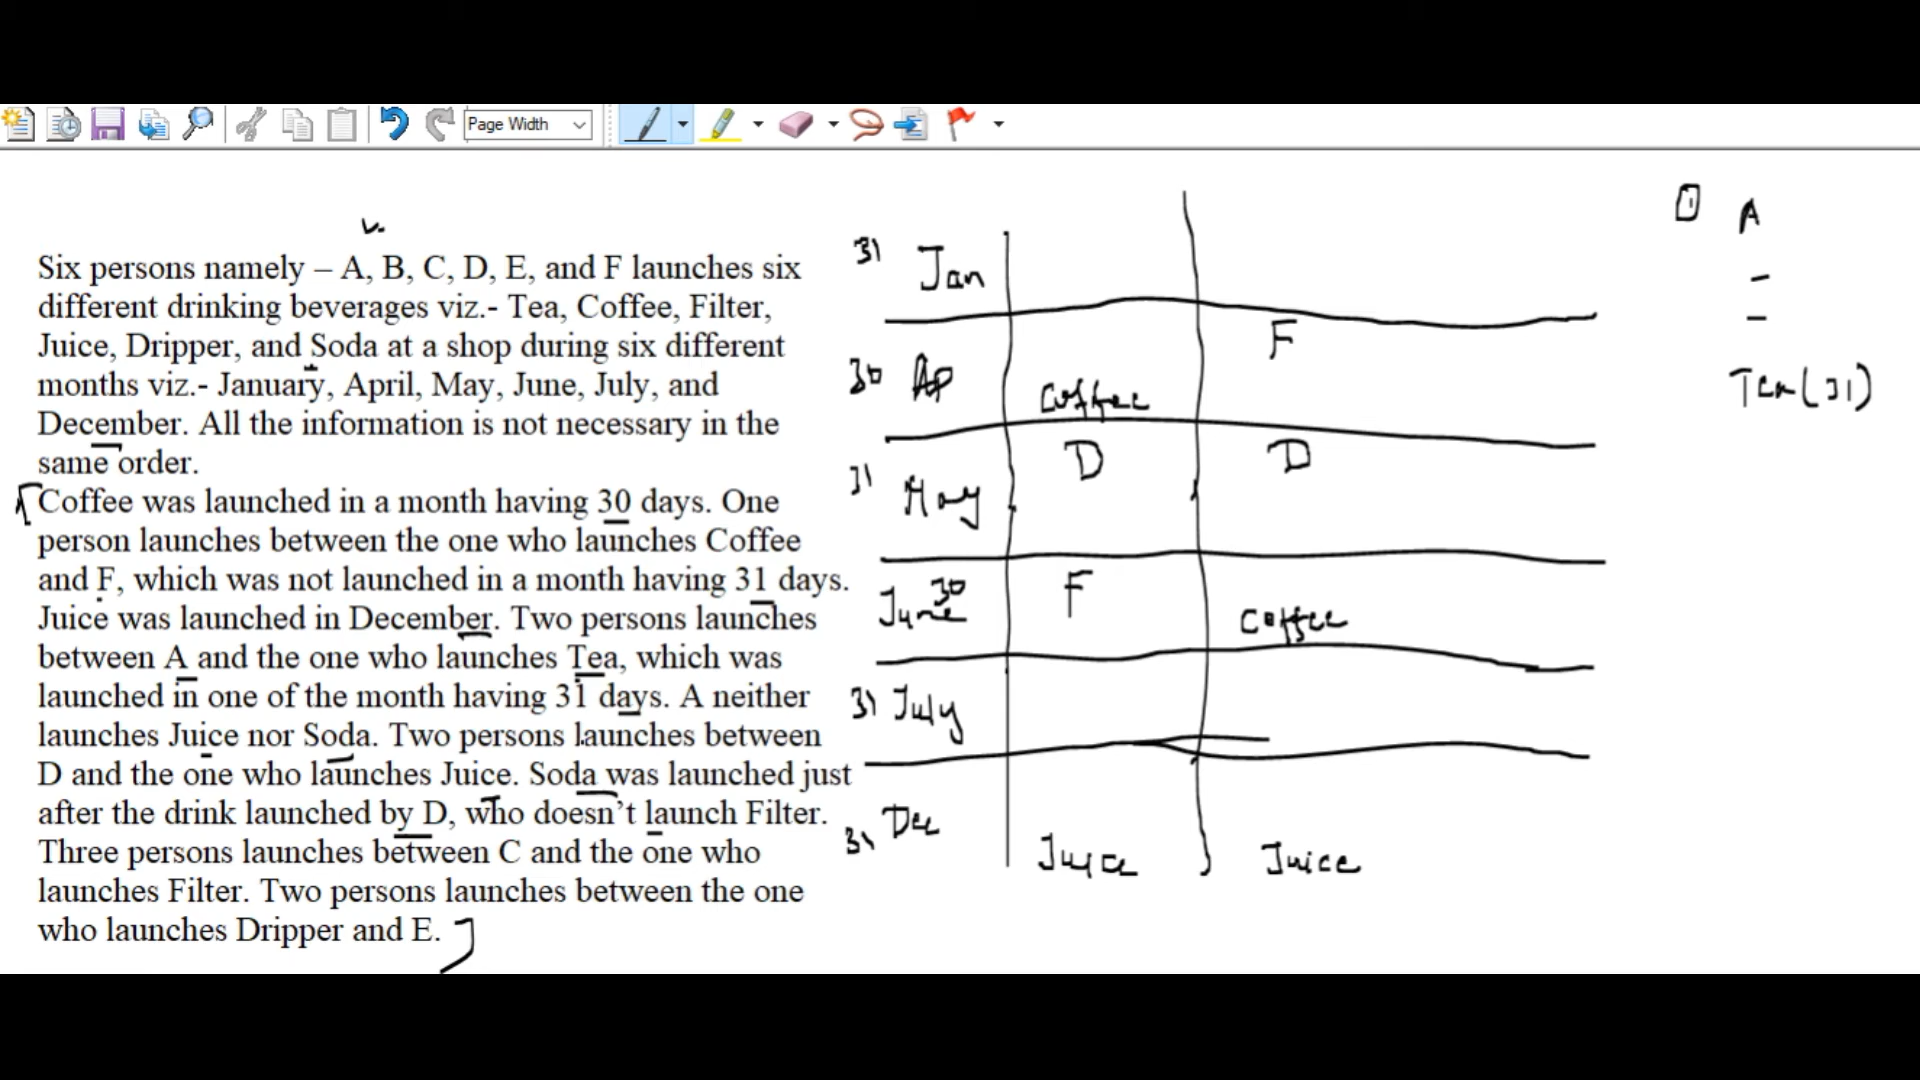 Page Width
Six persons namely – A, B, C, D, E, and F launches six
different drinking beverages viz.- Tea, Coffee, Filter,
Juice, Dripper, and Soda at a shop during six different
months viz.- January, April, May, June, July, and
December. All the information is not necessary in the
same order.
Coffee was launched in a month having 30 days. One
person launches between the one who launches Coffee
and F, which was not launched in a month having 31 days.
Juice was launched in December. Two persons launches
between A and the one who launches Tea, which was
launched in one of the month having 31 days. A neither
launches Juice nor Soda. Two persons launches between
D and the one who launches Juice. Soda was launched just
after the drink launched by D, who doesn’t launch Filter.
Three persons launches between C and the one who
launches Filter. Two persons launches between the one
who launches Dripper and E.
31 Jan
F
30 Ap Coffee
D D
31 May
June 30 F
Coffee
31 July
31 Dec Juice Juice
1 A
-
-
Tea (31)